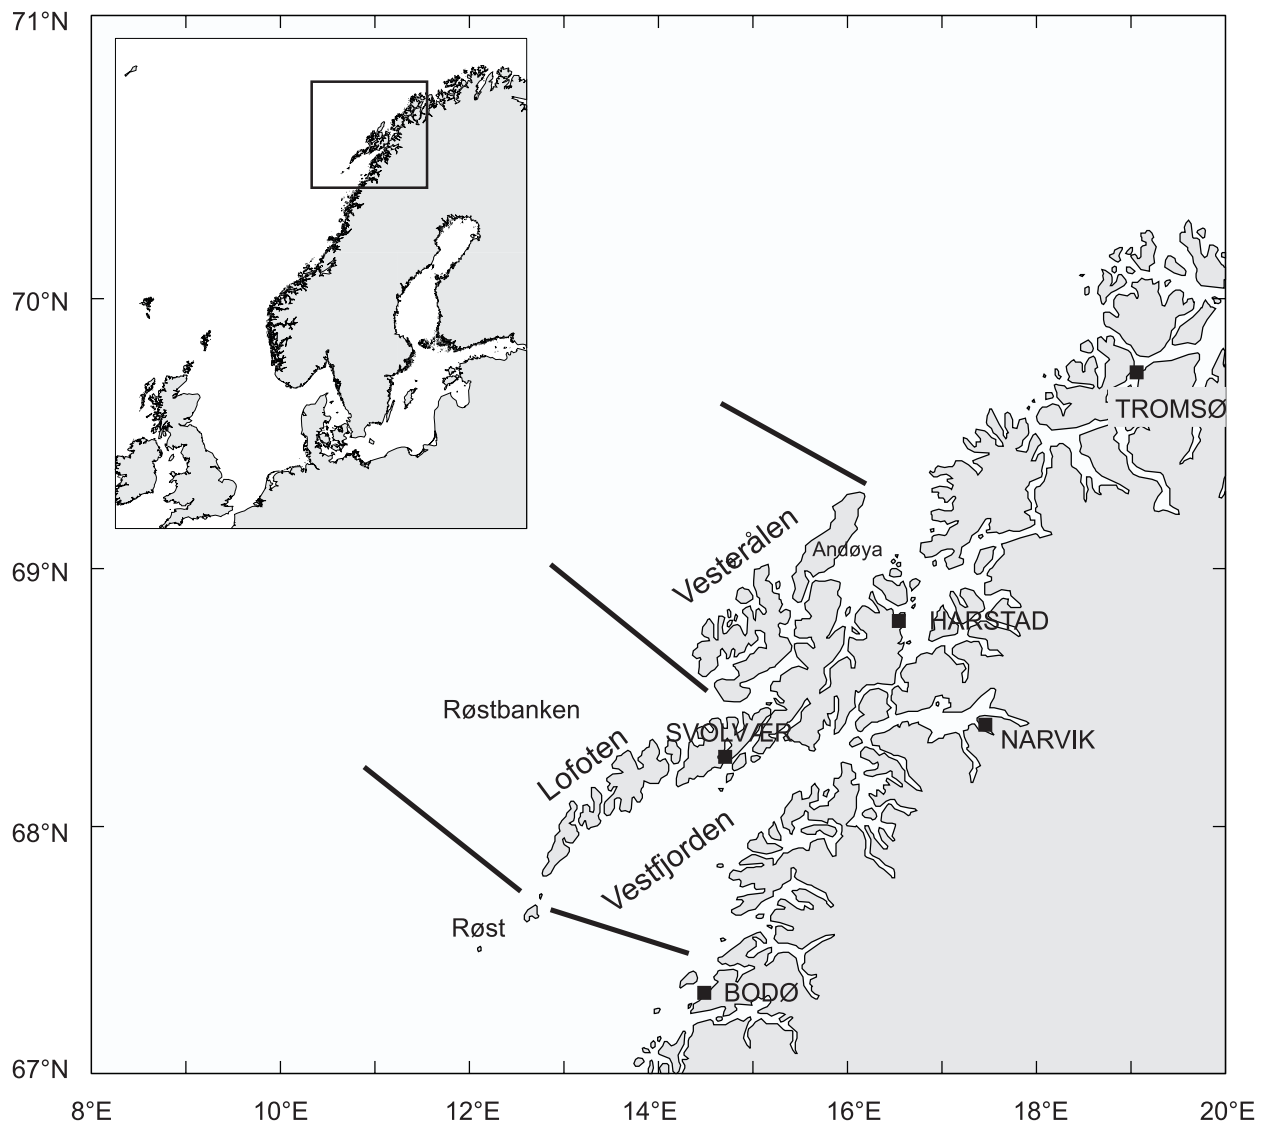 71°N
70°N
TROMSØ
Vesterålen
Andøya
69°N
HARSTAD
Røstbanken
SVOLVÆR
NARVIK
Lofoten
68°N
Vestfjorden
Røst
BODØ
67°N
8°E 10°E 12°E 14°E 16°E 18°E 20°E